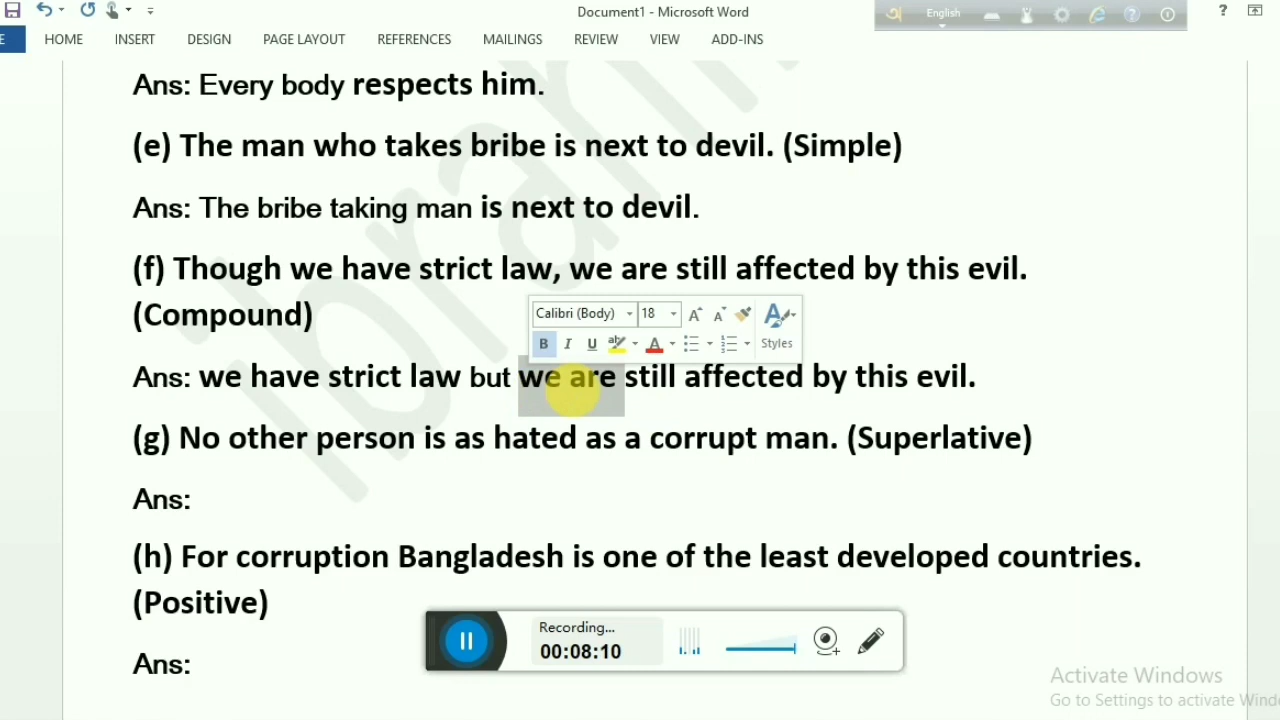 Document1 - Microsoft Word
English
?
?
HOME INSERT DESIGN PAGE LAYOUT REFERENCES MAILINGS REVIEW VIEW ADD-INS
Ans: Every body respects him.
(e) The man who takes bribe is next to devil. (Simple)
Ans: The bribe taking man is next to devil.
(f) Though we have strict law, we are still affected by this evil.
(Compound)
Calibri (Body) 18
B I U ab A Styles
Ans: we have strict law but we are still affected by this evil.
(g) No other person is as hated as a corrupt man. (Superlative)
Ans:
(h) For corruption Bangladesh is one of the least developed countries.
(Positive)
Recording...
00:08:10
Ans:
Activate Windows
Go to Settings to activate Wind